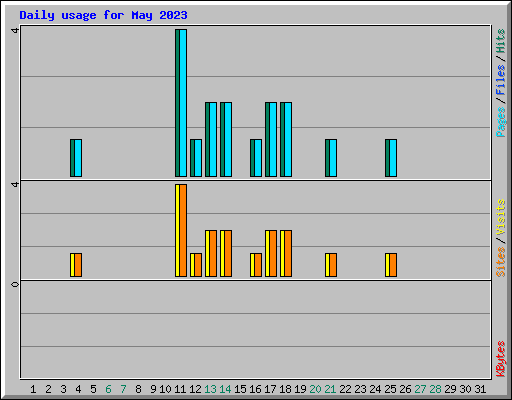 Daily usage for May 2023
4
4
0
Pages/Files/Hits
Sites/Visits
KBytes
1 2 3 4 5 6 7 8 9 10 11 12 13 14 15 16 17 18 19 20 21 22 23 24 25 26 27 28 29 30 31